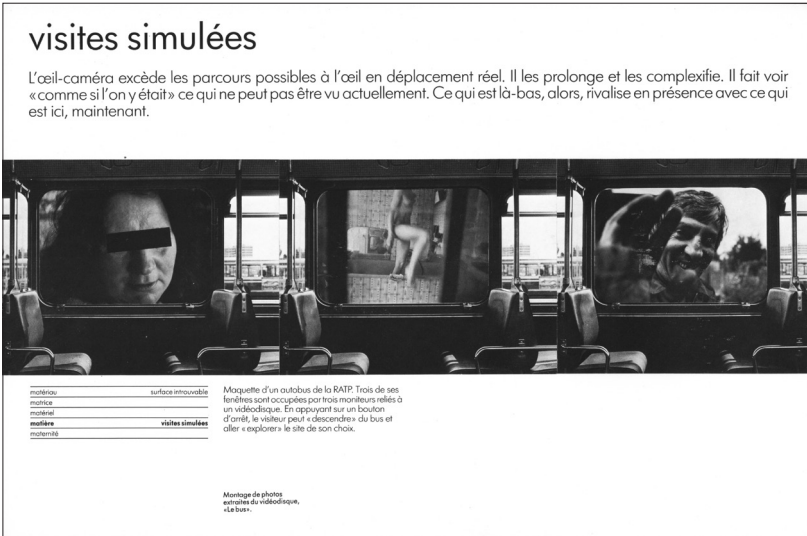 visites simulées
L'œil-caméra excède les parcours possibles à l'œil en déplacement réel. Il les prolonge et les complexifie. Il fait voir
«comme si l'on y était» ce qui ne peut pas être vu actuellement. Ce qui est là-bas, alors, rivalise en présence avec ce qui
est ici, maintenant.
matériau surface introuvable
matrice
matériel
matière visites simulées
maternité
Maquette d'un autobus de la RATP. Trois de ses
fenêtres sont occupées par trois moniteurs reliés à
un vidéodisque. En appuyant sur un bouton
d'arrêt, le visiteur peut «descendre» du bus et
aller «explorer» le site de son choix.
Montage de photos
extraites du vidéodisque,
«Le bus».